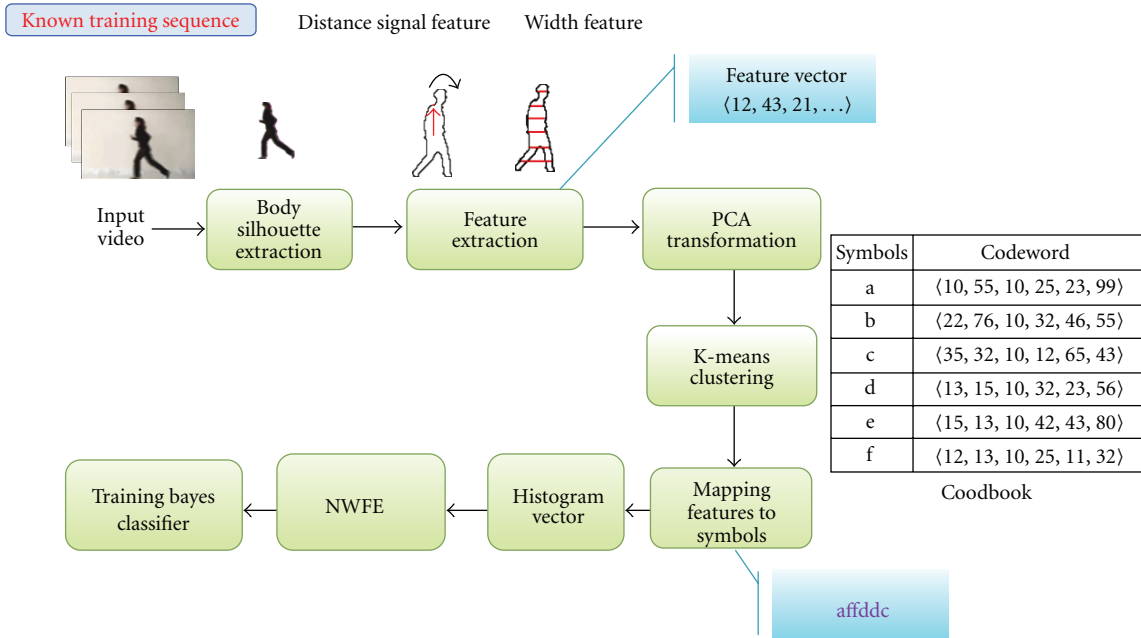 Known training sequence
Distance signal feature
Width feature
Feature vector
⟨12, 43, 21, …⟩
Input
video
Body
silhouette
extraction
Feature
extraction
PCA
transformation
K-means
clustering
Symbols Codeword
a ⟨10, 55, 10, 25, 23, 99⟩
b ⟨22, 76, 10, 32, 46, 55⟩
c ⟨35, 32, 10, 12, 65, 43⟩
d ⟨13, 15, 10, 32, 23, 56⟩
e ⟨15, 13, 10, 42, 43, 80⟩
f ⟨12, 13, 10, 25, 11, 32⟩
Coodbook
Training bayes
classifier
NWFE
Histogram
vector
Mapping
features to
symbols
affddc